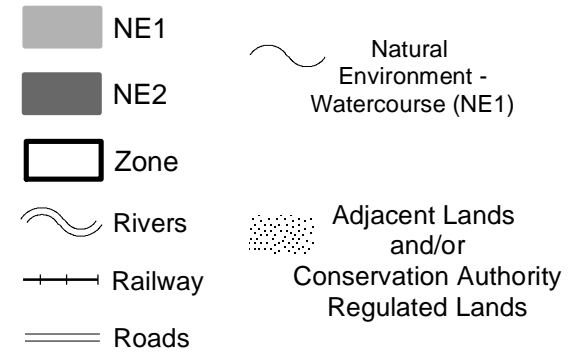 NE1
NE2
Zone
Rivers
Railway
Roads
Natural
Environment -
Watercourse (NE1)
Adjacent Lands
and/or
Conservation Authority
Regulated Lands